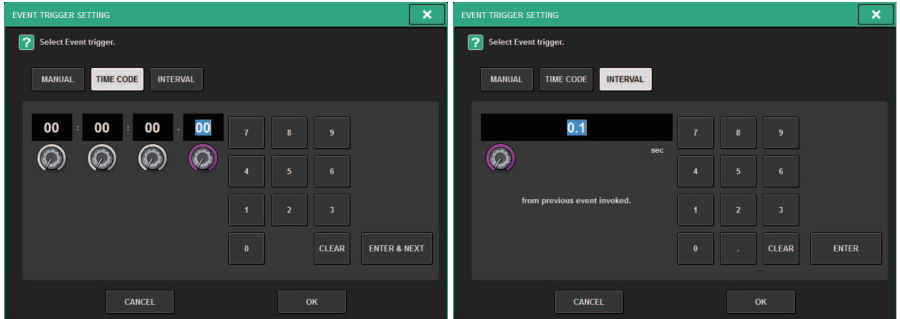 EVENT TRIGGER SETTING
Select Event trigger.
MANUAL TIME CODE INTERVAL
00 : 00 : 00 . 00
7 8 9
4 5 6
1 2 3
0 CLEAR ENTER & NEXT
CANCEL OK
EVENT TRIGGER SETTING
Select Event trigger.
MANUAL TIME CODE INTERVAL
0.1
sec
from previous event invoked.
7 8 9
4 5 6
1 2 3
0 . CLEAR ENTER
CANCEL OK